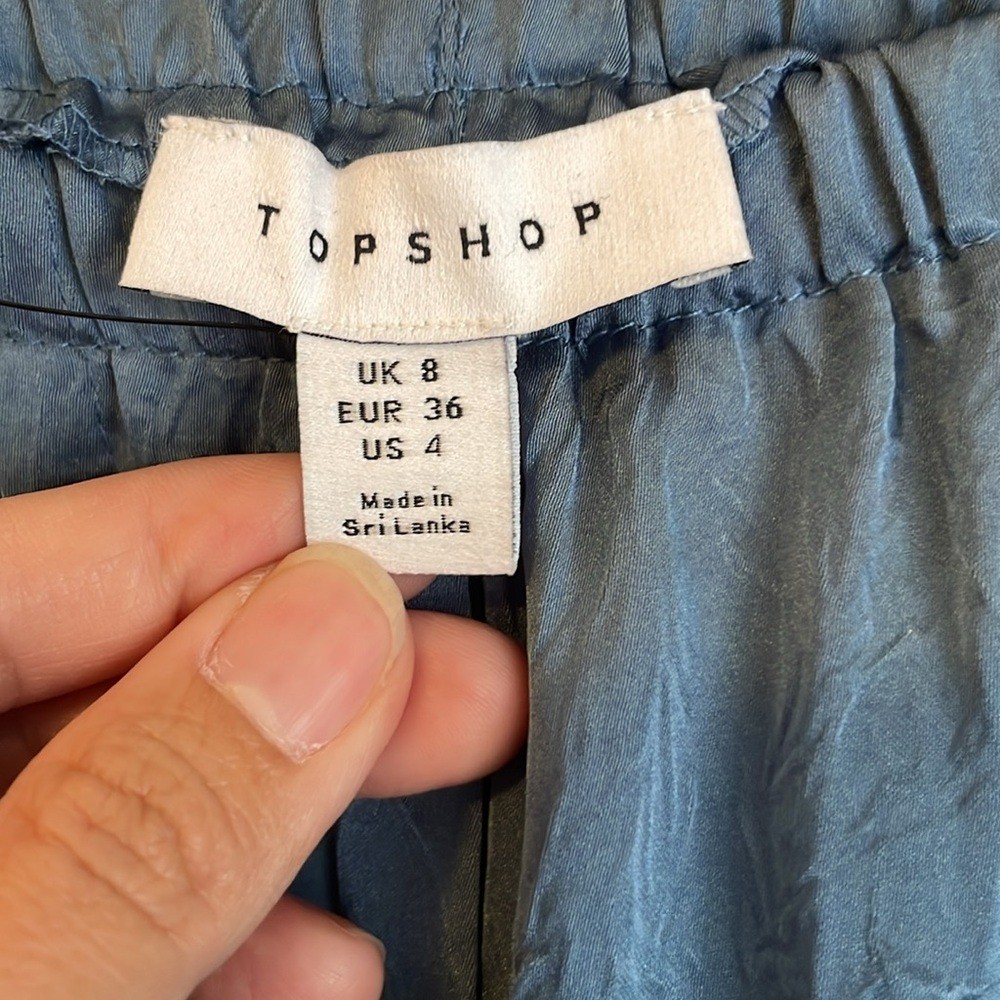 TOPSHOP
UK 8
EUR 36
US 4
Made in
Sri Lanka